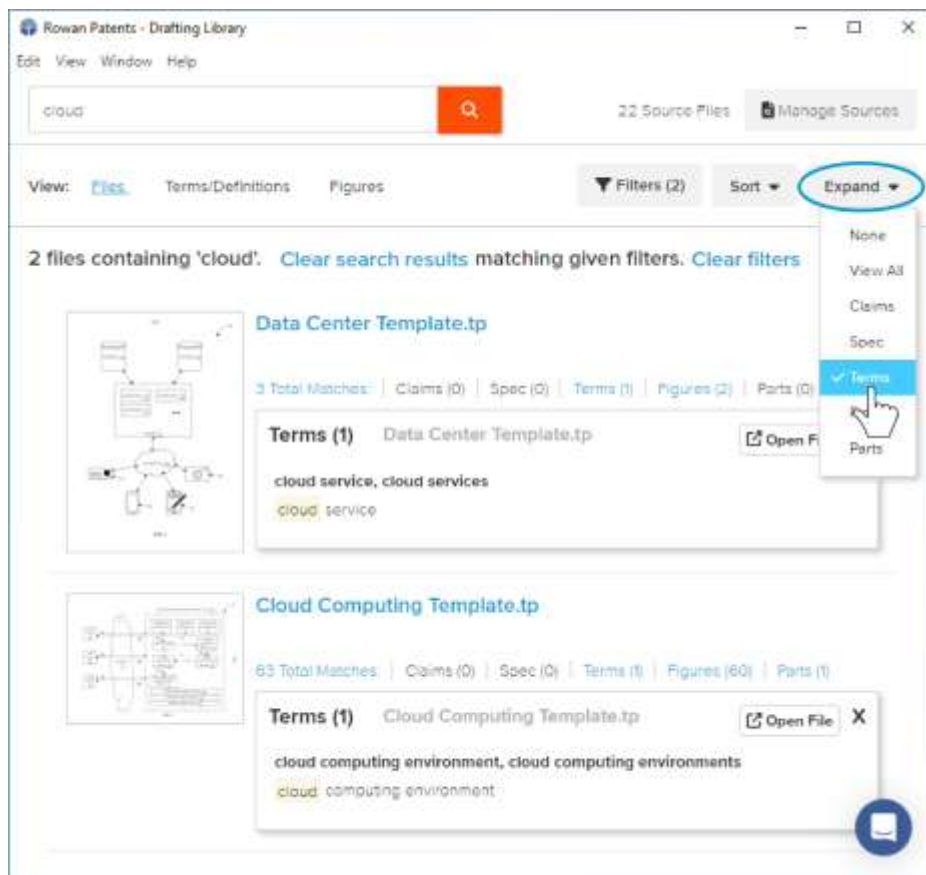 Rowan Patents - Drafting Library
Edit View Window Help
cloud
22 Source Files Manage Sources
View: Files Terms/Definitions Figures Filters (2) Sort Expand
None
2 files containing 'cloud'. Clear search results matching given filters. Clear filters
View All
Claims
Spec
Terms
Parts
Data Center Template.tp
3 Total Matches: | Claims (0) | Spec (0) | Terms (1) | Figures (2) | Parts (0)
Terms (1) Data Center Template.tp Open
cloud service, cloud services
cloud service
Cloud Computing Template.tp
63 Total Matches: | Claims (0) | Spec (0) | Terms (1) | Figures (60) | Parts (1)
Terms (1) Cloud Computing Template.tp Open File X
cloud computing environment, cloud computing environments
cloud computing environment